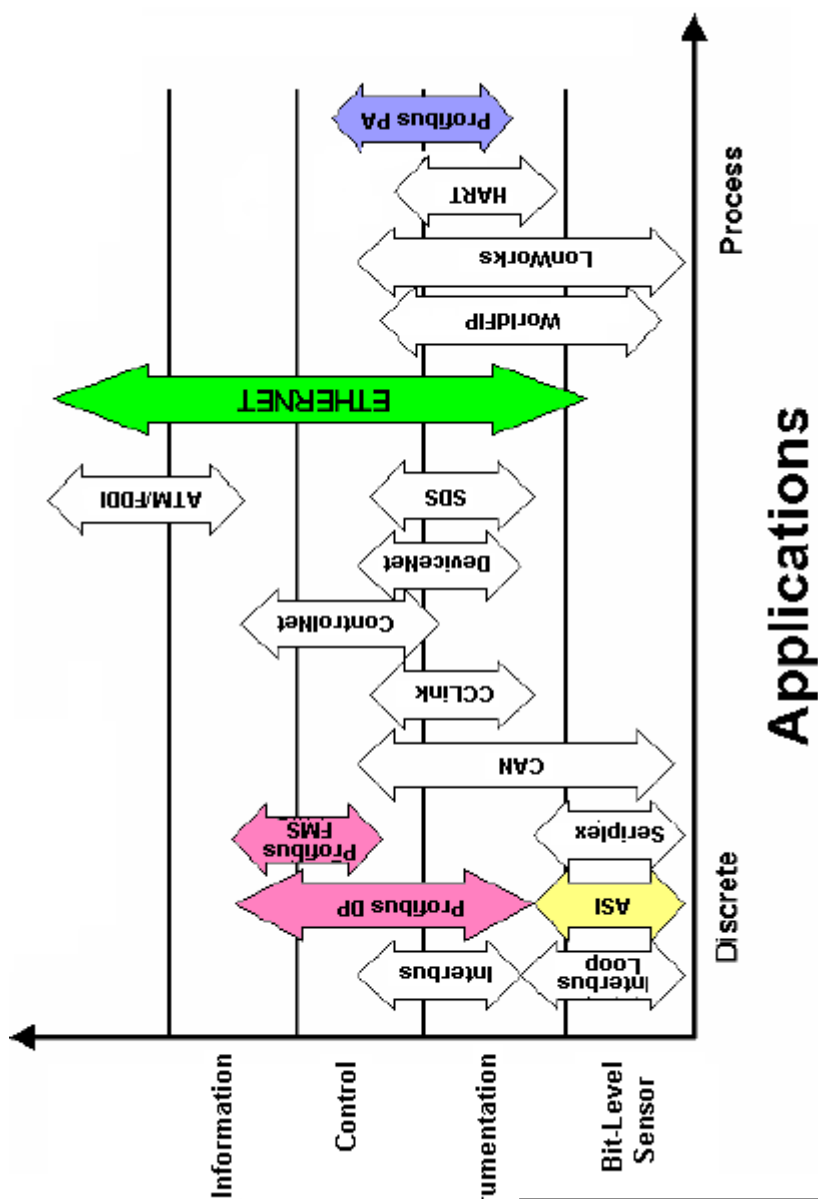 Information
Control
rumentation
Bit-Level
Sensor
Interbus
Interbus
Loop
Profibus DP
ASI
Profibus
FMS
Seriplex
CAN
CCLink
ControlNet
DeviceNet
SDS
ATM/FDDI
ETHERNET
WorldFIP
LonWorks
HART
Profibus PA
Discrete
Process
Applications